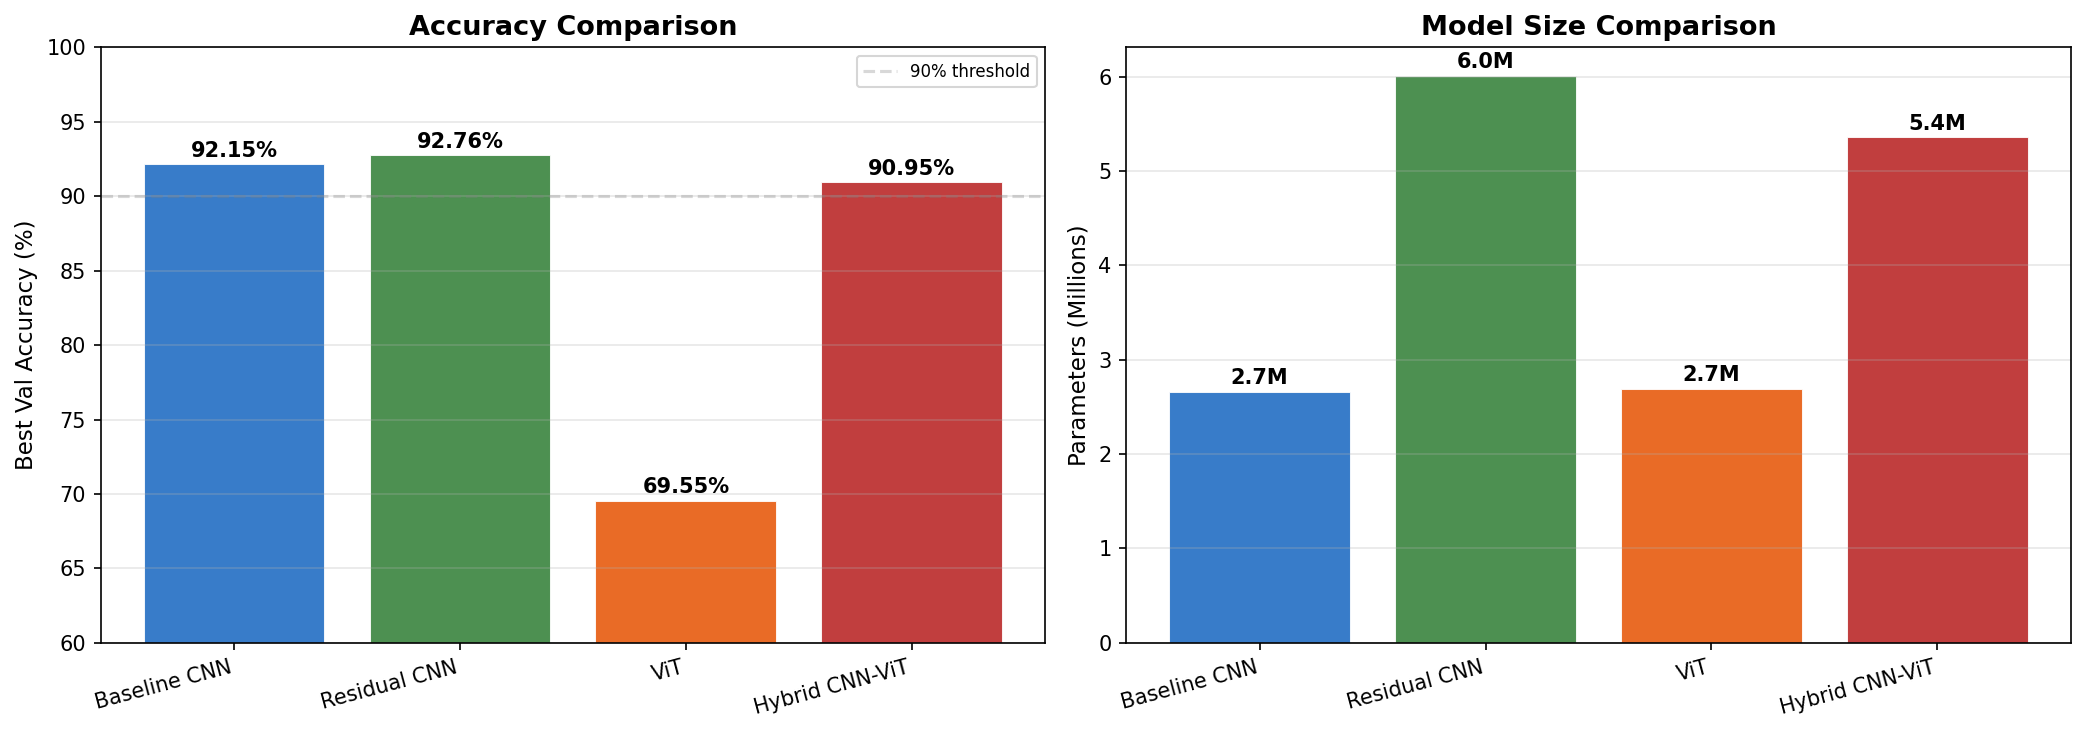 Accuracy Comparison
Best Val Accuracy (%)
100
95
90
85
80
75
70
65
60
90% threshold
92.15%
92.76%
69.55%
90.95%
Baseline CNN
Residual CNN
ViT
Hybrid CNN-ViT
Model Size Comparison
Parameters (Millions)
6
5
4
3
2
1
0
2.7M
6.0M
2.7M
5.4M
Baseline CNN
Residual CNN
ViT
Hybrid CNN-ViT